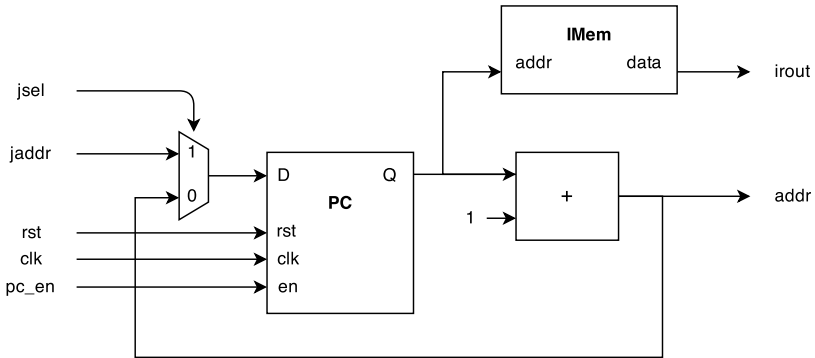 IMem
addr
data
irout
jsel
jaddr
1
0
D
Q
PC
+
addr
1
rst
rst
clk
clk
pc_en
en